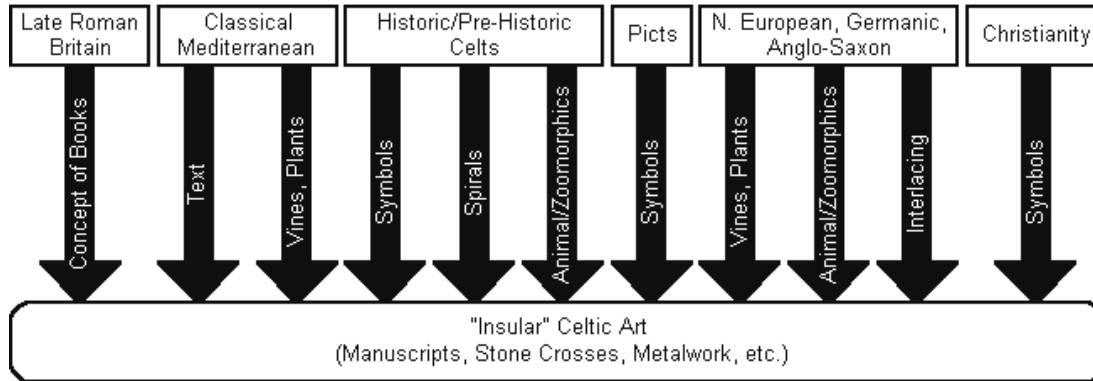 Late Roman
Britain
Classical
Mediterranean
Historic/Pre-Historic
Celts
Picts
N. European, Germanic,
Anglo-Saxon
Christianity
Concept of Books
Text
Vines, Plants
Symbols
Spirals
Animal/Zoomorphics
Symbols
Vines, Plants
Animal/Zoomorphics
Interlacing
Symbols
"Insular" Celtic Art
(Manuscripts, Stone Crosses, Metalwork, etc.)